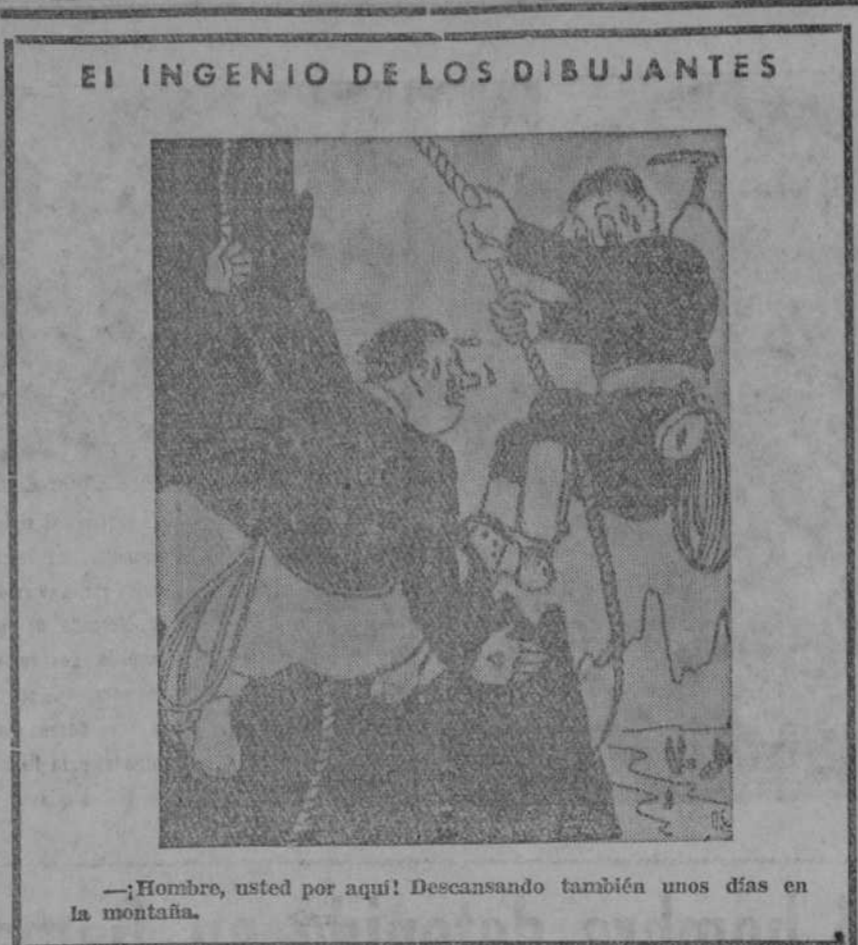 El INGENIO DE LOS DIBUJANTES
—¡Hombre, usted por aquí! Descansando también unos días en
la montaña.